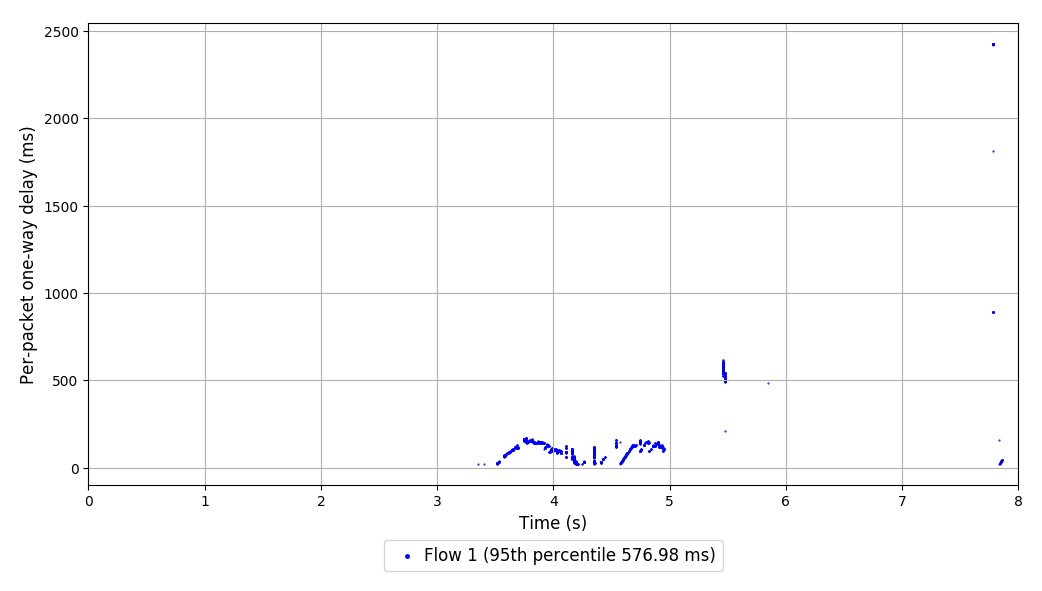 Per-packet one-way delay (ms)
2500
2000
1500
1000
500
0
0 1 2 3 4 5 6 7 8
Time (s)
Flow 1 (95th percentile 576.98 ms)